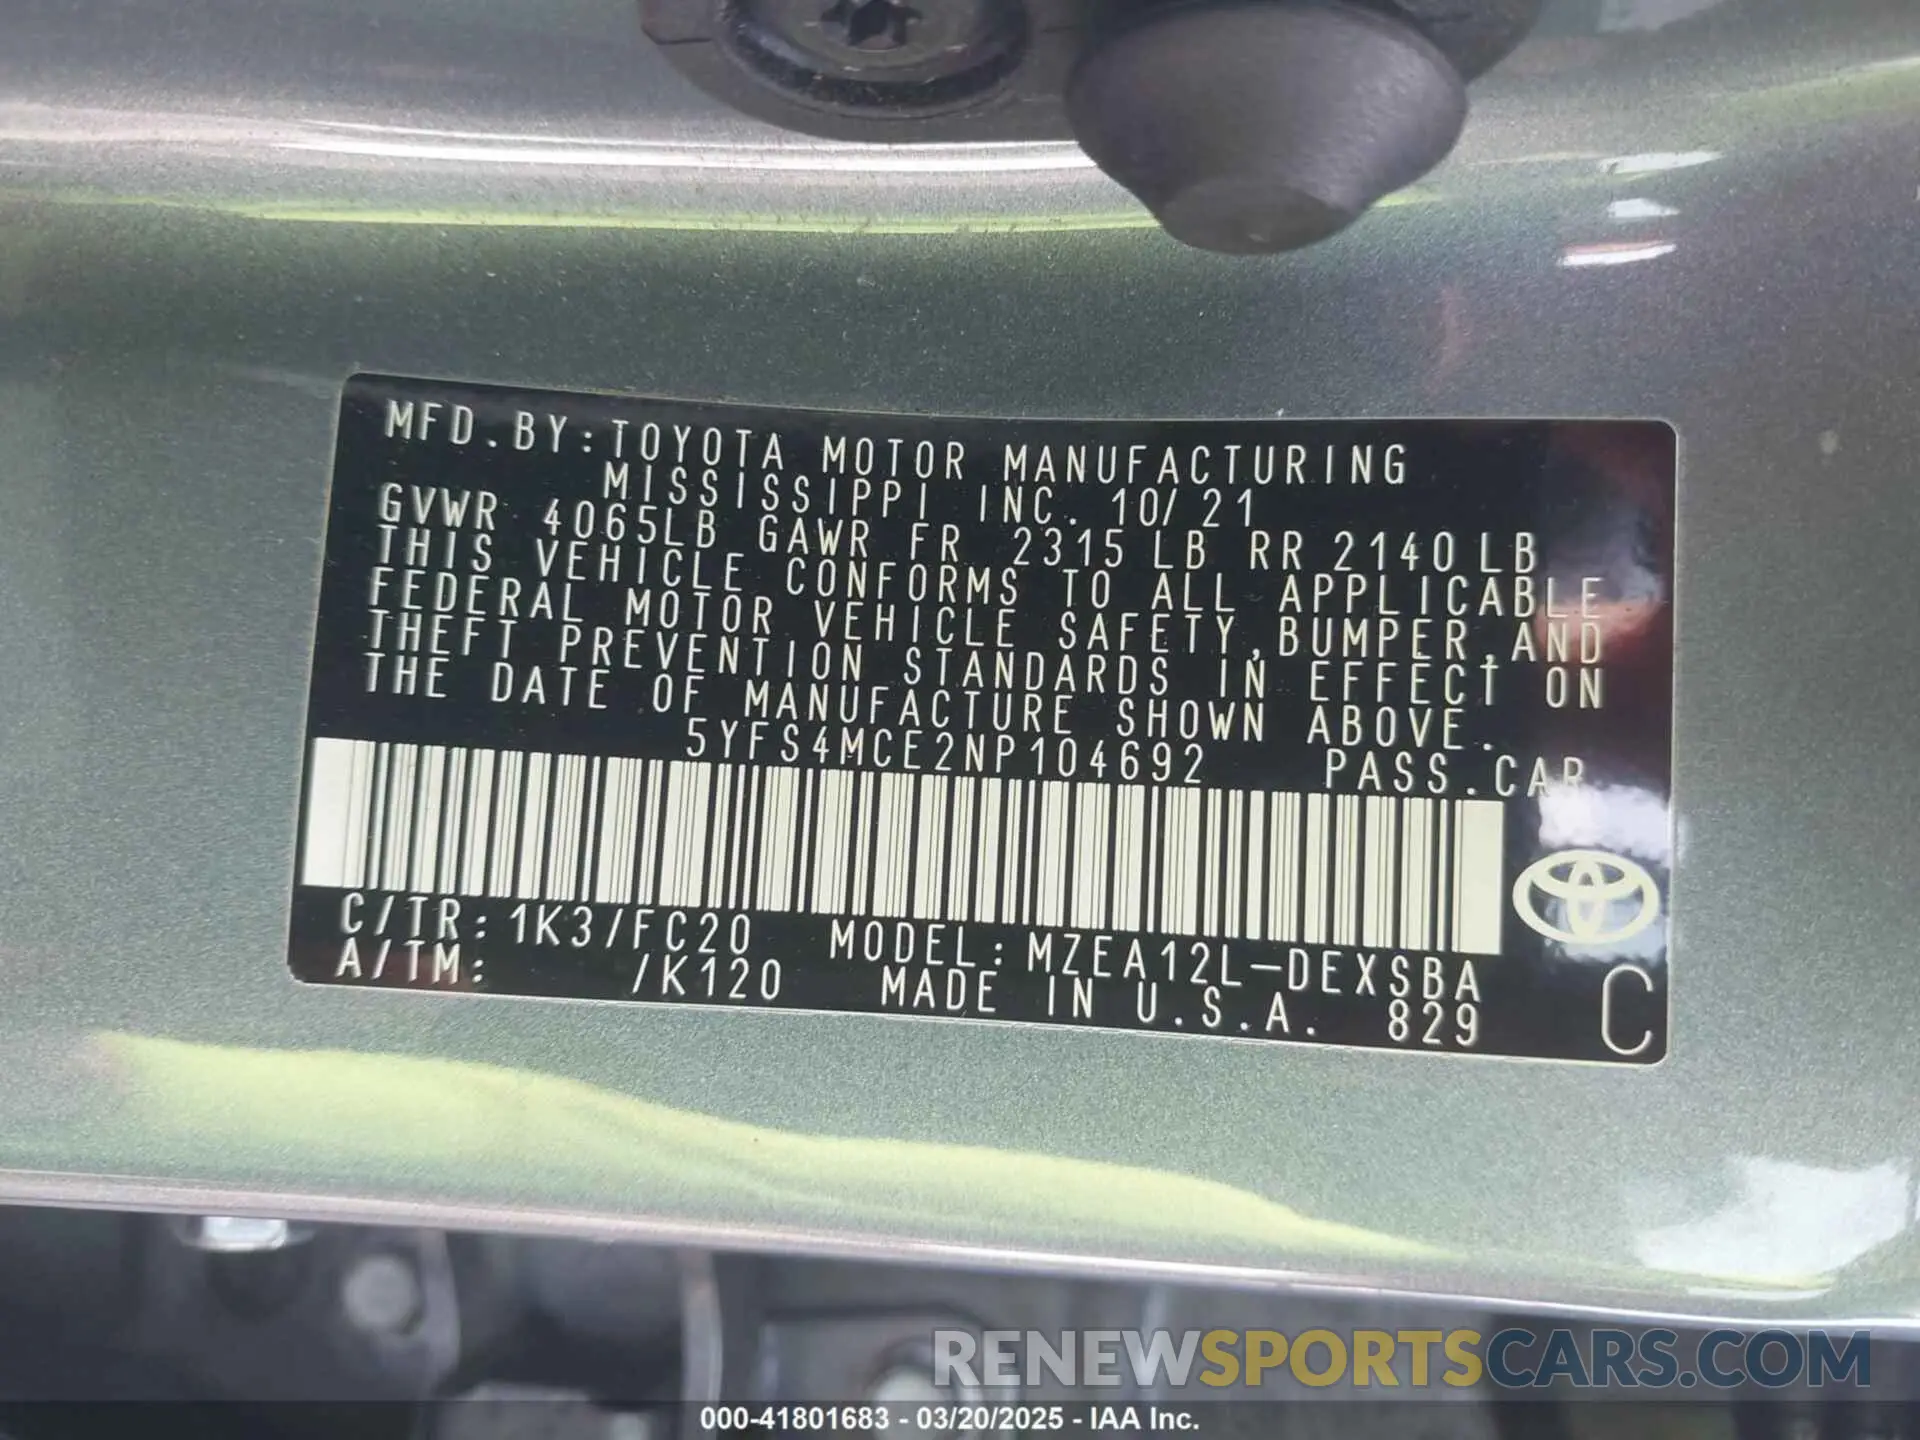 MFD.BY:TOYOTA MOTOR MANUFACTURING
MISSISSIPPI INC. 10/21
GVWR 4065LB GAWR FR 2315LB RR 2140LB
THIS VEHICLE CONFORMS TO ALL APPLICABLE
FEDERAL MOTOR VEHICLE SAFETY,BUMPER,AND
THEFT PREVENTION STANDARDS IN EFFECT ON
THE DATE OF MANUFACTURE SHOWN ABOVE.
5YFS4MCE2NP104692 PASS.CAR
C/TR:1K3/FC20 MODEL:MZEA12L-DEXSBA
A/TM: /K120 MADE IN U.S.A. 829
C
RENEWSPORTSCARS.COM
000-41801683 - 03/20/2025 - IAA Inc.